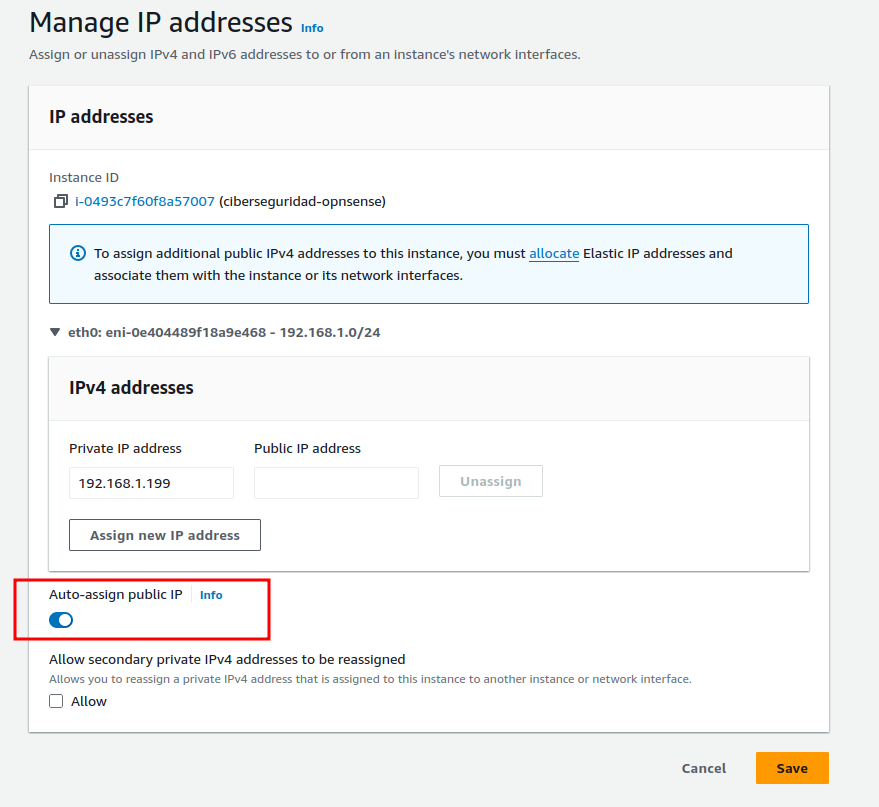 Manage IP addresses Info
Assign or unassign IPv4 and IPv6 addresses to or from an instance's network interfaces.
IP addresses
Instance ID
i-0493c7f60f8a57007 (ciberseguridad-opnsense)
To assign additional public IPv4 addresses to this instance, you must allocate Elastic IP addresses and
associate them with the instance or its network interfaces.
eth0: eni-0e404489f18a9e468 - 192.168.1.0/24
IPv4 addresses
Private IP address Public IP address
192.168.1.199 Unassign
Assign new IP address
Auto-assign public IP Info
Allow secondary private IPv4 addresses to be reassigned
Allows you to reassign a private IPv4 address that is assigned to this instance to another instance or network interface.
Allow
Cancel Save